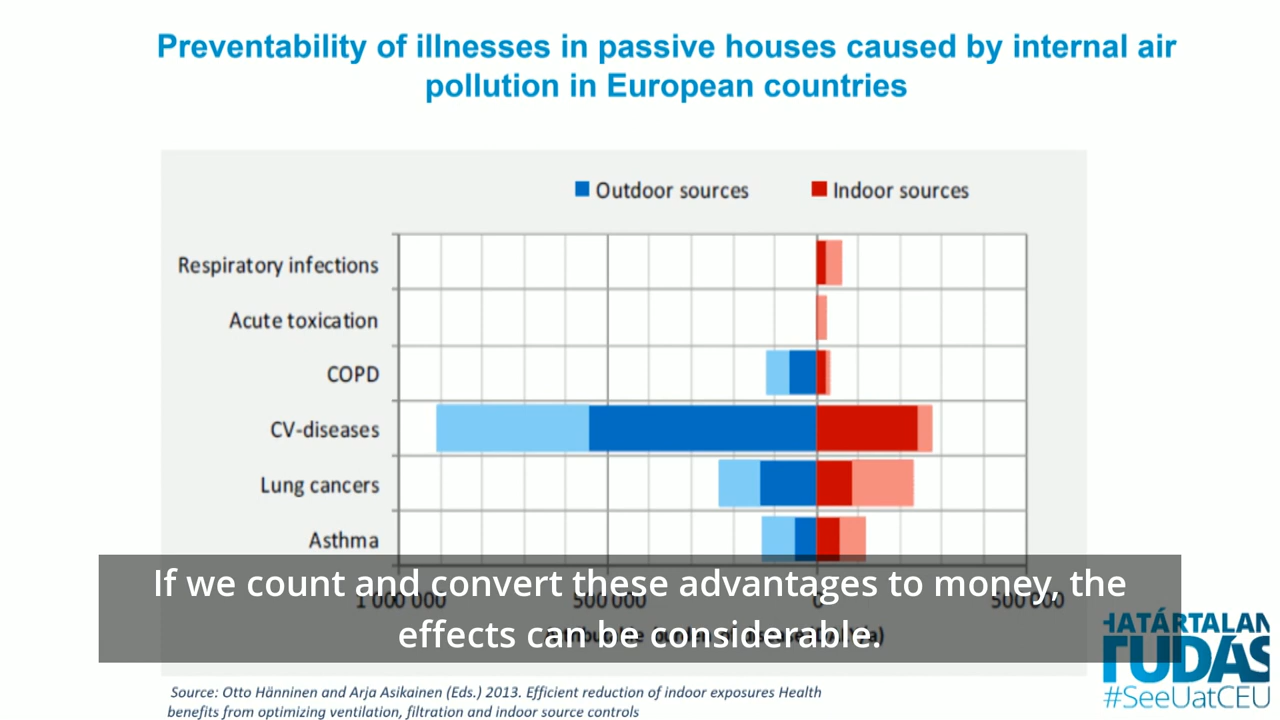 Preventability of illnesses in passive houses caused by internal air
pollution in European countries
Outdoor sources
Indoor sources
Respiratory infections
Acute toxication
COPD
CV-diseases
Lung cancers
Asthma
1 000 000
500 000
0
500 000
If we count and convert these advantages to money, the
effects can be considerable.
HATÁRTALAN
TUDÁS
#SeeUatCEU
Source: Otto Hänninen and Arja Asikainen (Eds.) 2013. Efficient reduction of indoor exposures Health
benefits from optimizing ventilation, filtration and indoor source controls